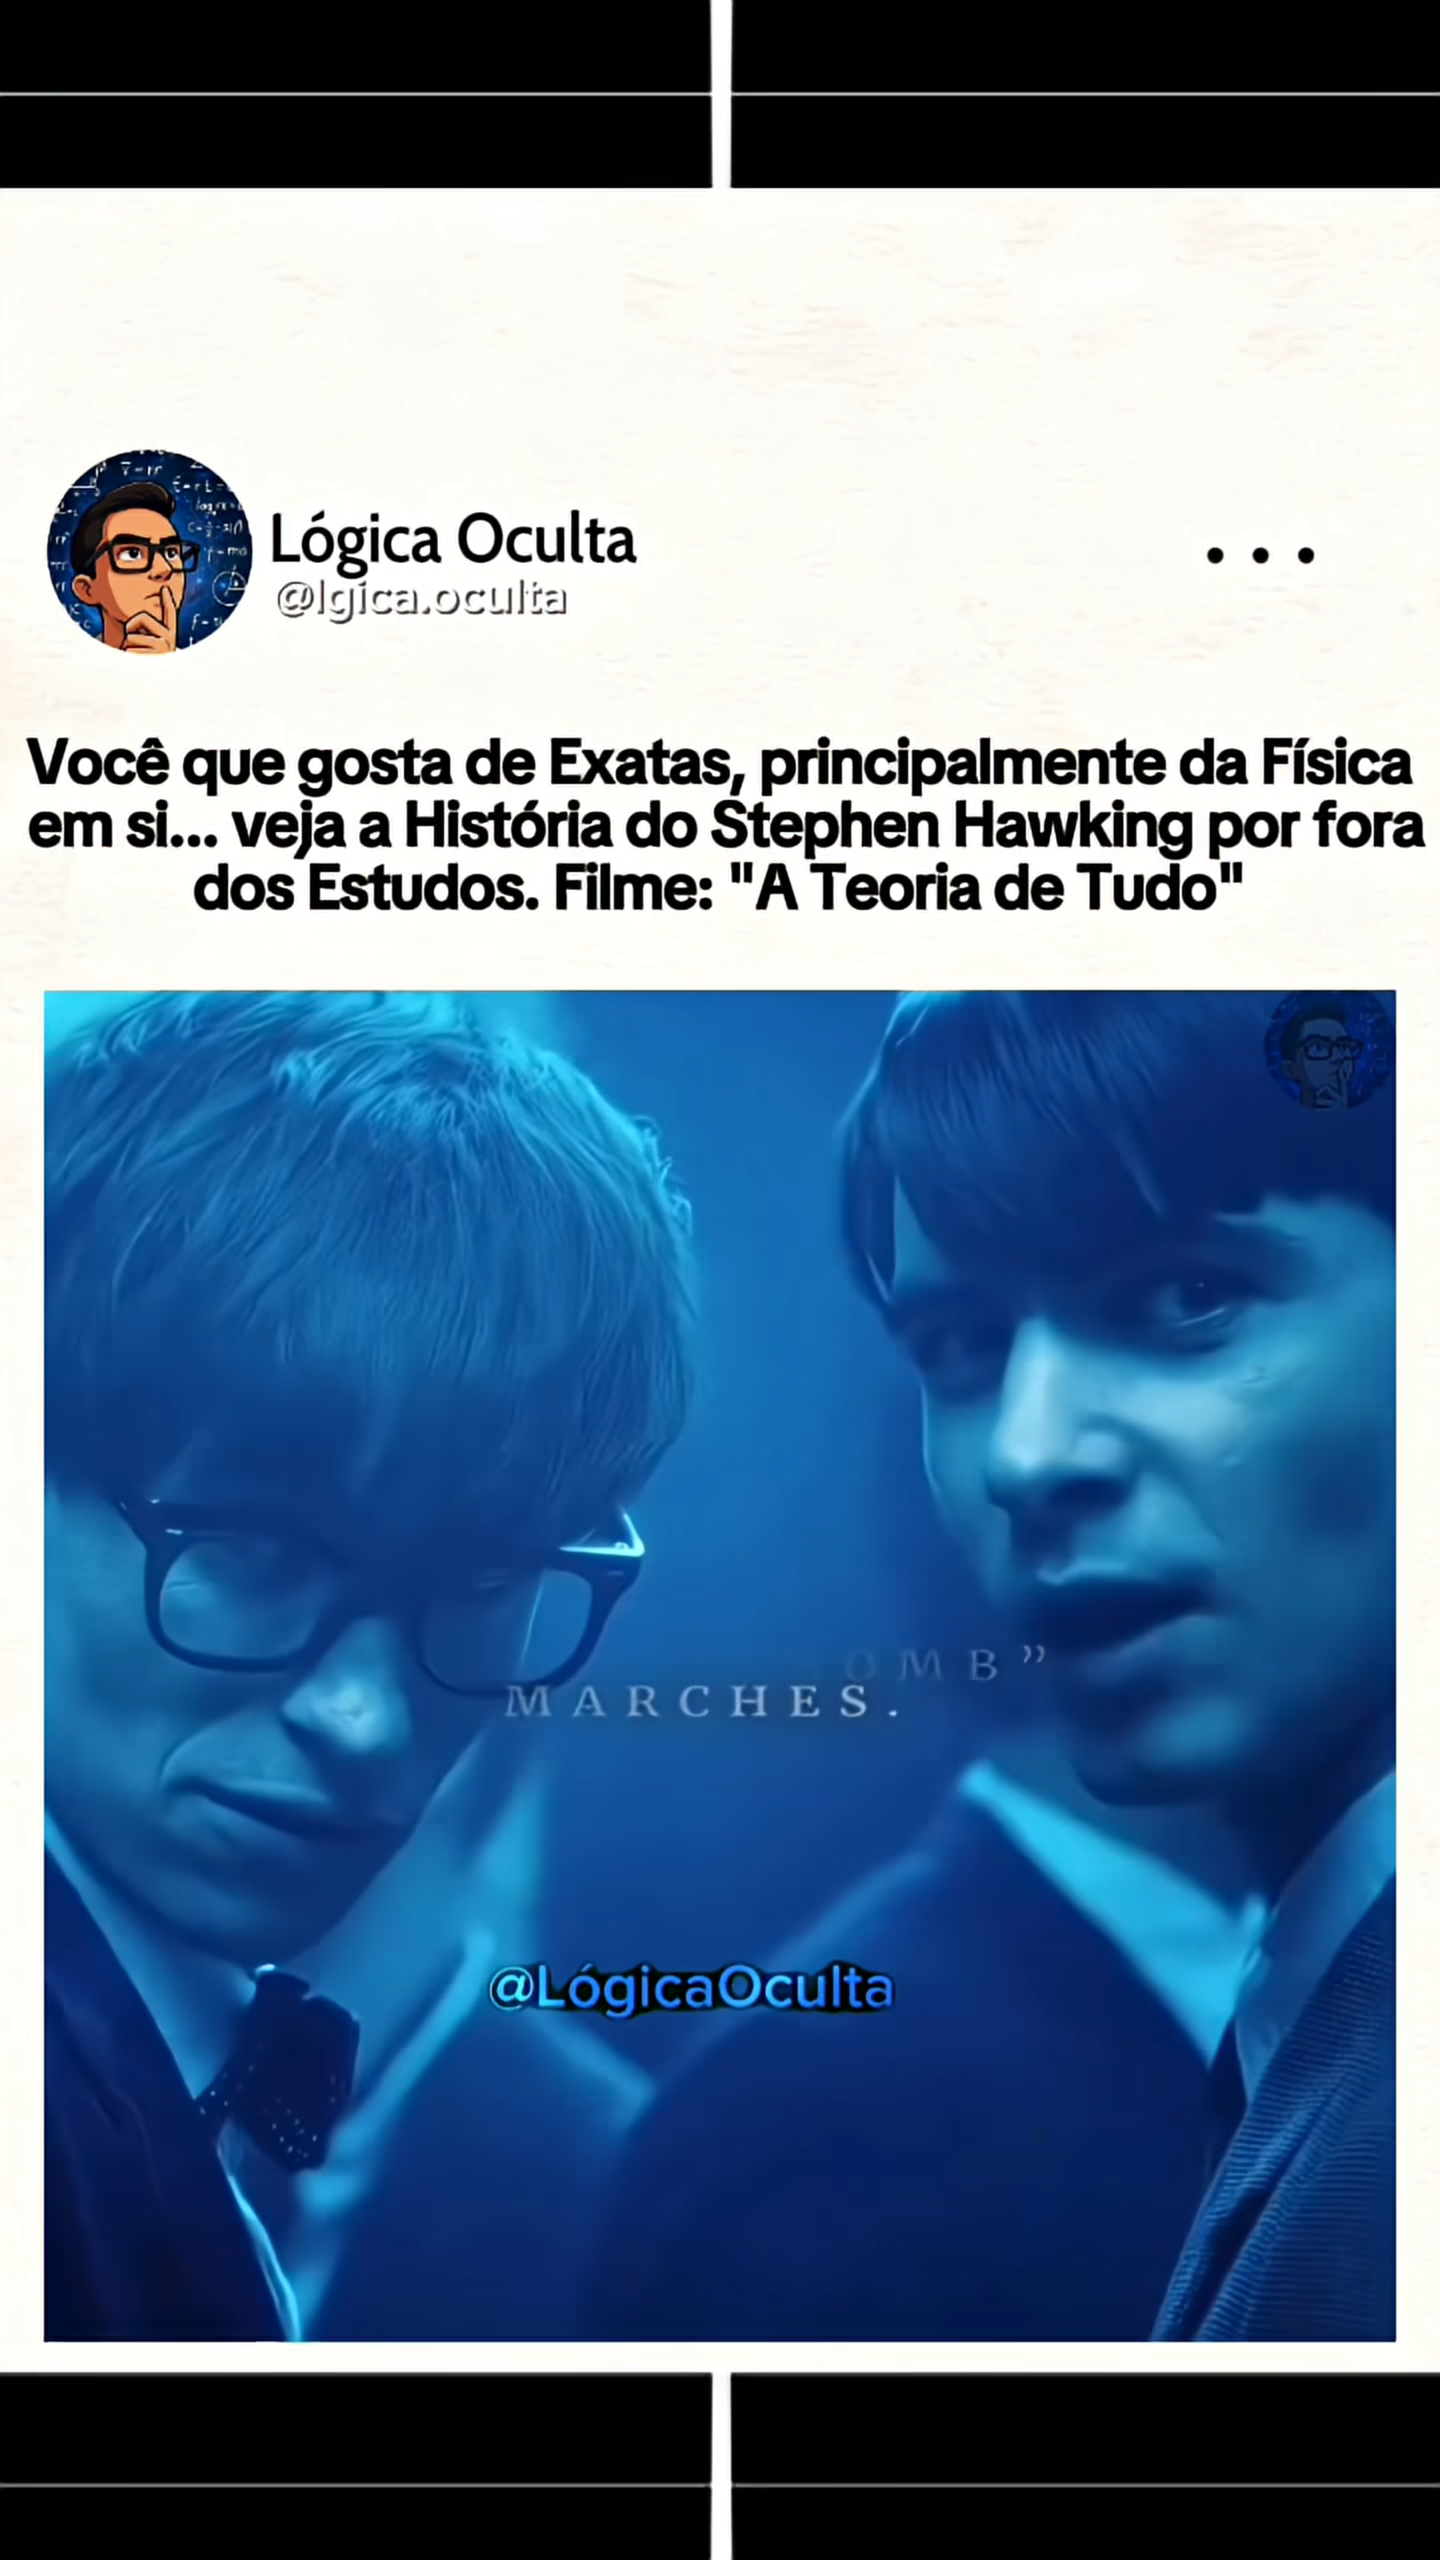 Lógica Oculta
@lgica.oculta
Você que gosta de Exatas, principalmente da Física
em si... veja a História do Stephen Hawking por fora
dos Estudos. Filme: "A Teoria de Tudo"
OMB”
MARCHES.
@LógicaOculta